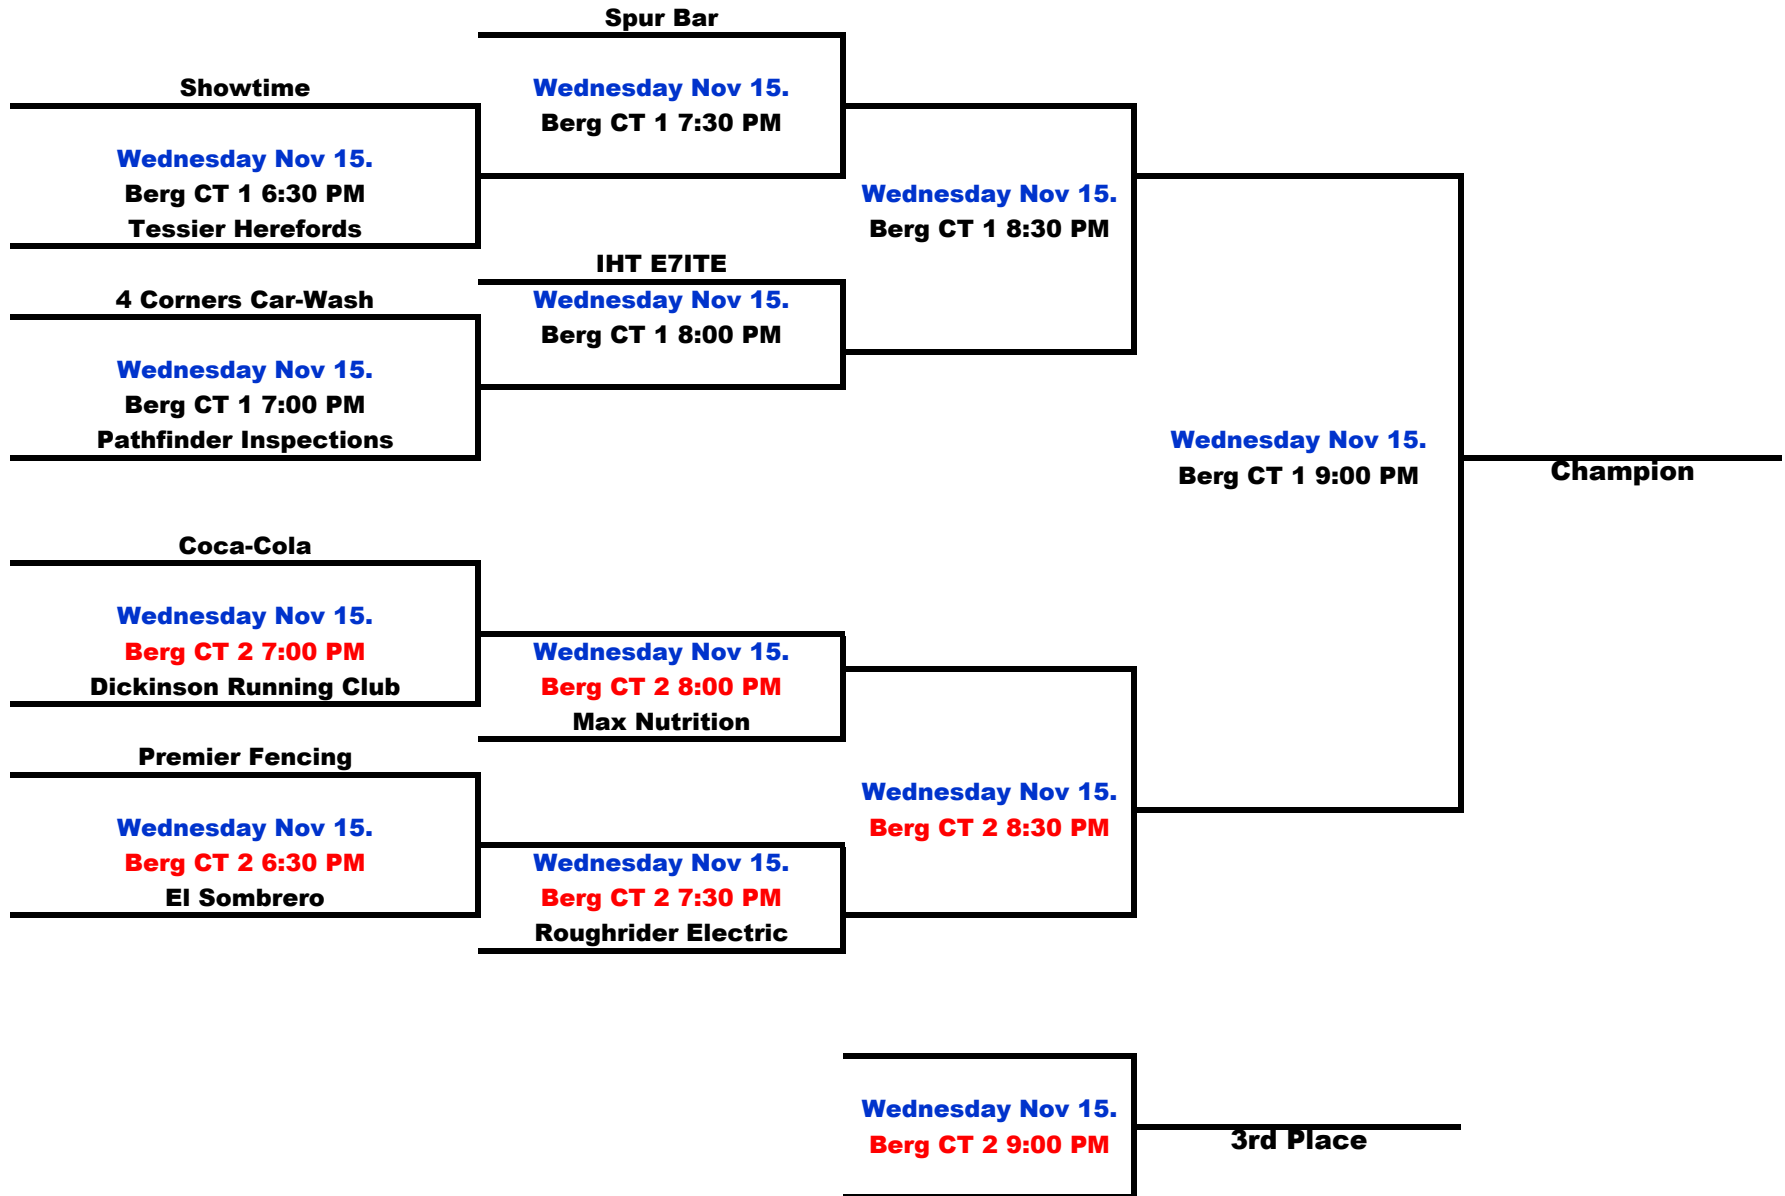 Spur Bar
Showtime
Wednesday Nov 15.
Berg CT 1 7:30 PM
Wednesday Nov 15.
Berg CT 1 6:30 PM
Tessier Herefords
Wednesday Nov 15.
Berg CT 1 8:30 PM
IHT E7ITE
4 Corners Car-Wash
Wednesday Nov 15.
Berg CT 1 8:00 PM
Wednesday Nov 15.
Berg CT 1 7:00 PM
Pathfinder Inspections
Wednesday Nov 15.
Berg CT 1 9:00 PM
Champion
Coca-Cola
Wednesday Nov 15.
Berg CT 2 7:00 PM
Dickinson Running Club
Wednesday Nov 15.
Berg CT 2 8:00 PM
Max Nutrition
Premier Fencing
Wednesday Nov 15.
Berg CT 2 8:30 PM
Wednesday Nov 15.
Berg CT 2 6:30 PM
El Sombrero
Wednesday Nov 15.
Berg CT 2 7:30 PM
Roughrider Electric
Wednesday Nov 15.
Berg CT 2 9:00 PM
3rd Place